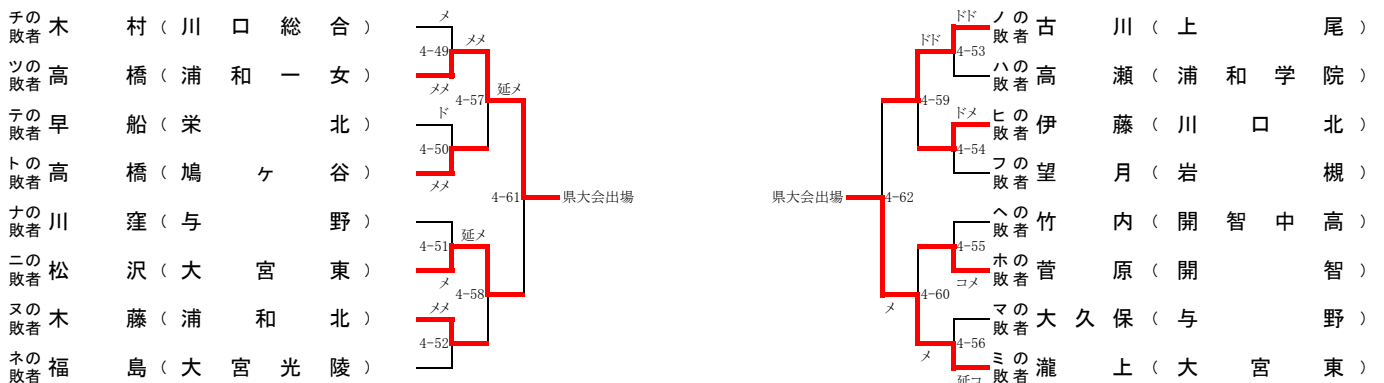 チの敗者 木村（川口総合） メ
4-49 メメ
ツの敗者 高橋（浦和一女） メメ
4-57 延メ
テの敗者 早船（栄北） ド
4-50
トの敗者 高橋（鳩ヶ谷） メメ
4-61 県大会出場
ナの敗者 川窪（与野）
4-51 延メ
ニの敗者 松沢（大宮東） メ
4-58
ヌの敗者 木藤（浦和北） メメ
4-52
ネの敗者 福島（大宮光陵）
ドド ノの敗者 古川（上尾）
ドド 4-53
ハの敗者 高瀬（浦和学院）
4-59
ドメ ヒの敗者 伊藤（川口北）
4-54
フの敗者 望月（岩槻）
県大会出場 4-62
ヘの敗者 竹内（開智中高）
4-55
コメ ホの敗者 菅原（開智）
メ 4-60
マの敗者 大久保（与野）
メ 4-56
延コ ミの敗者 瀧上（大宮東）